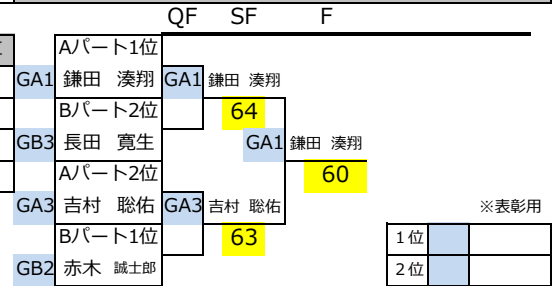 QF SF F
Aパート1位
GA1 鎌田 湊翔 GA1 鎌田 湊翔
Bパート2位 64
GB3 長田 寛生 GA1 鎌田 湊翔
Aパート2位 60
GA3 吉村 聡佑 GA3 吉村 聡佑 ※表彰用
Bパート1位 63 1位
GB2 赤木 誠士郎 2位